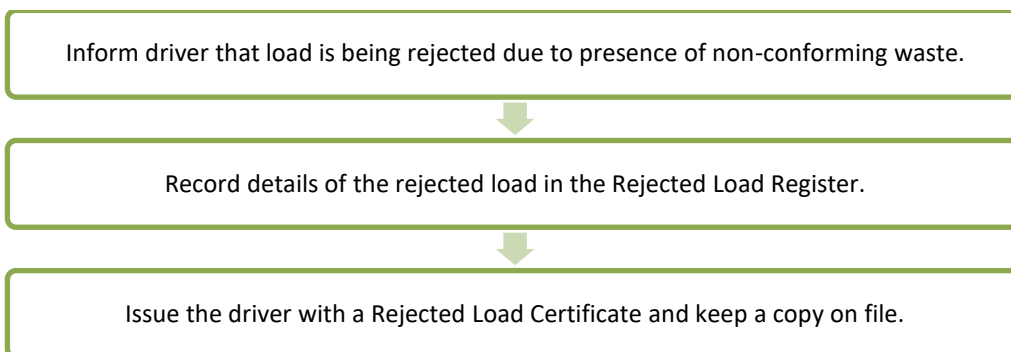 Inform driver that load is being rejected due to presence of non-conforming waste.
Record details of the rejected load in the Rejected Load Register.
Issue the driver with a Rejected Load Certificate and keep a copy on file.